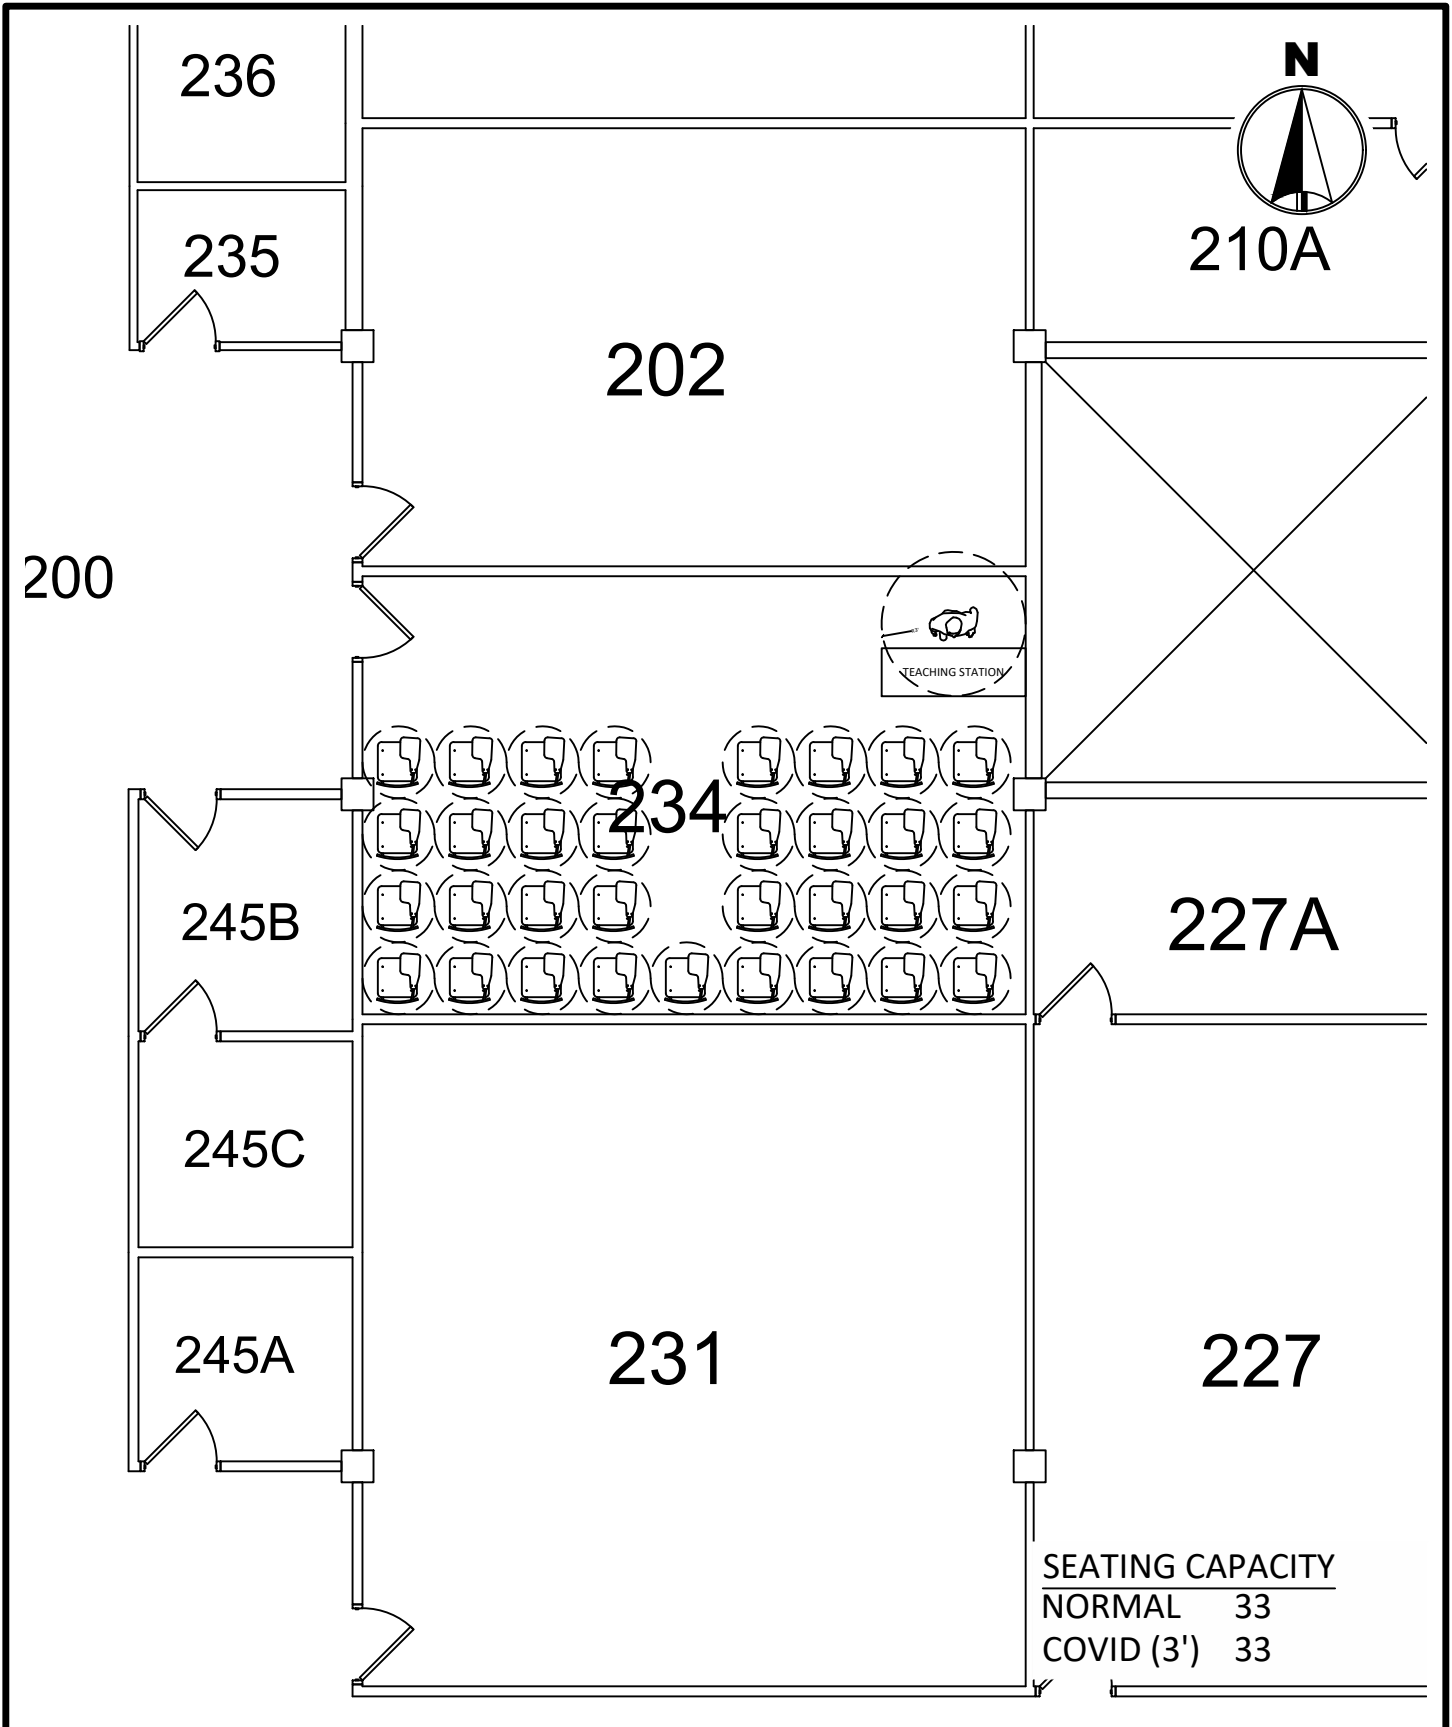 236
N
235
210A
202
200
TEACHING STATION
234
245B
227A
245C
245A
231
227
SEATING CAPACITY
NORMAL 33
COVID (3') 33